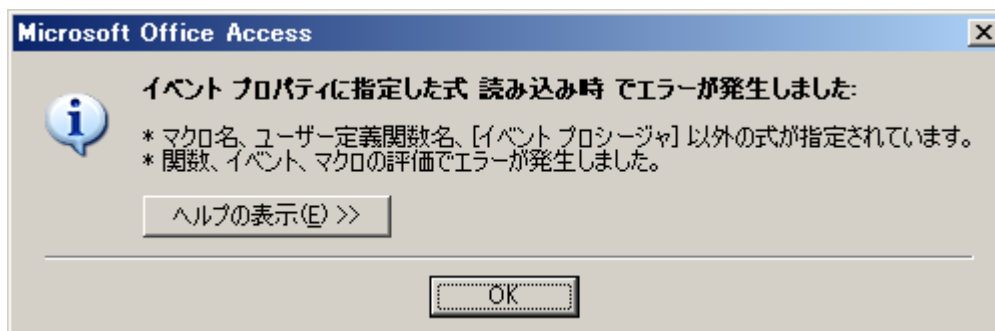 Microsoft Office Access
イベント プロパティに指定した式 読み込み時 でエラーが発生しました:
* マクロ名、ユーザー定義関数名、[イベント プロシージャ] 以外の式が指定されています。
* 関数、イベント、マクロの評価でエラーが発生しました。
ヘルプの表示(E) >>
OK